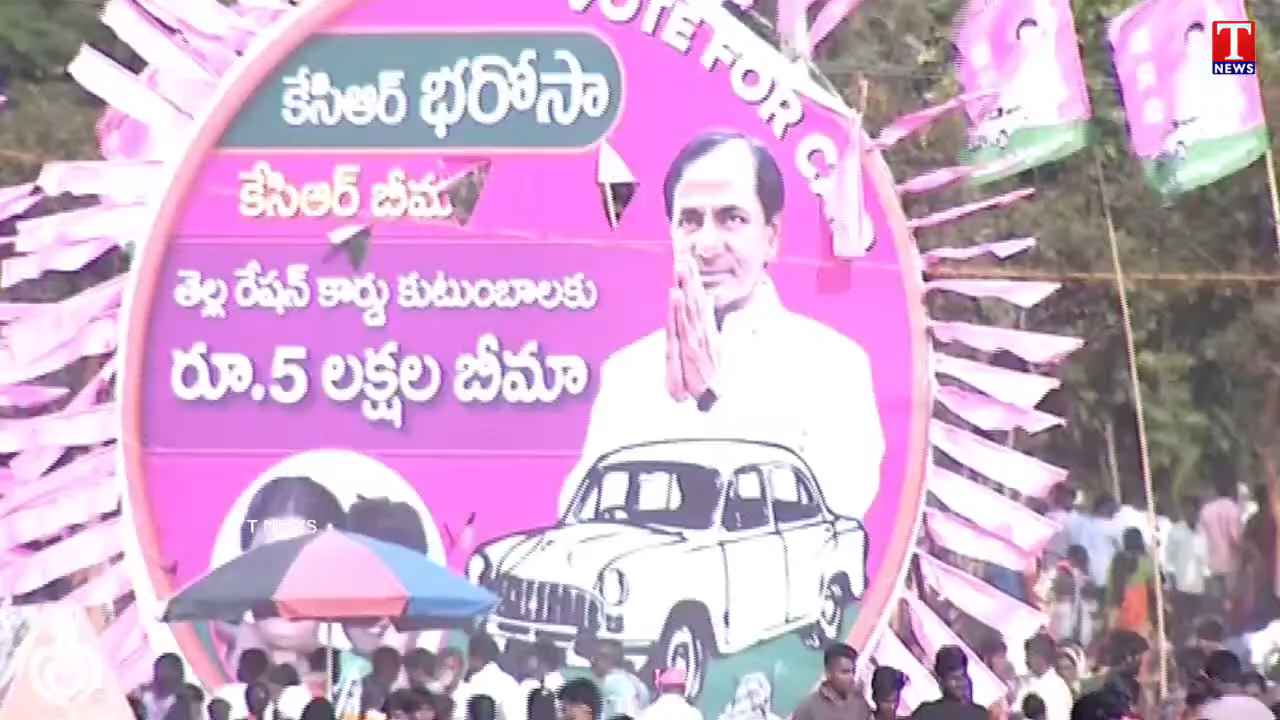 VOTE FOR
T
NEWS
కేసీఆర్ భరోసా
కేసీఆర్ బీమా
తెల్ల రేషన్ కార్డు కుటుంబాలకు
రూ.5 లక్షల బీమా
T NEWS